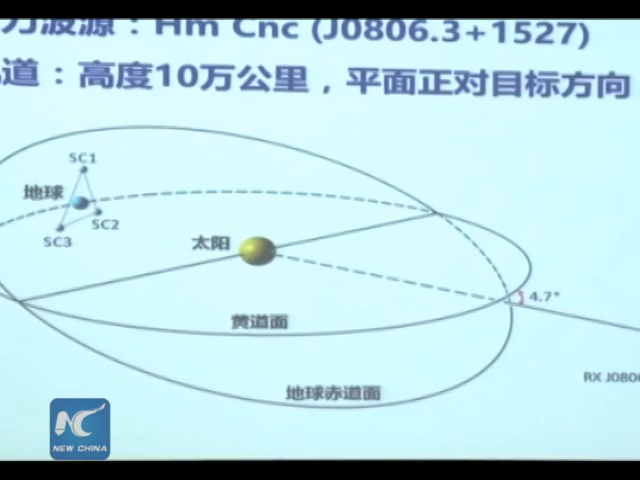 力波源：Hm Cnc (J0806.3+1527)
道：高度10万公里，平面正对目标方向
SC1
地球
SC2
SC3
太阳
4.7°
黄道面
RX J0806
地球赤道面
NC
NEW CHINA